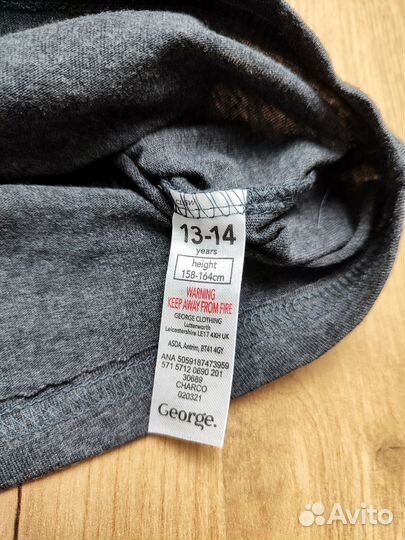 13-14
years
height
158-164cm
WARNING
KEEP AWAY FROM FIRE
GEORGE CLOTHING
Lutterworth
Leicestershire LE17 4XH UK
ASDA, Antrim, BT41 4GY
ANA 5059187473959
571 5712 0690 201
30689
CHARCO
020321
George.
Avito